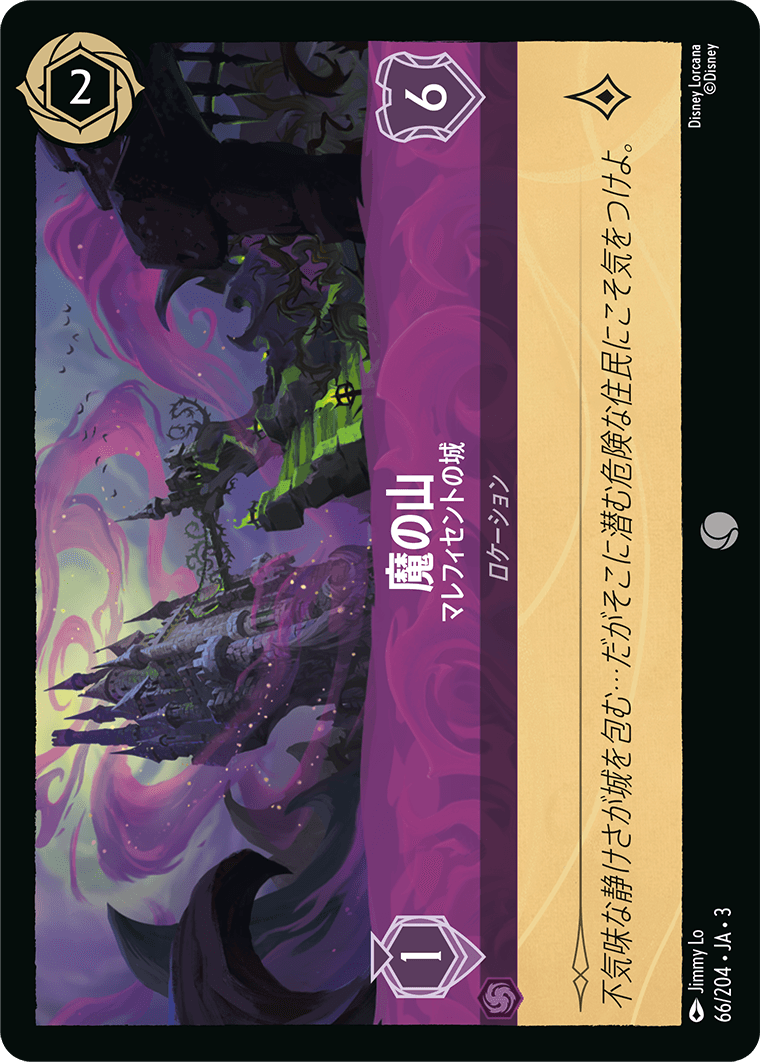 2
1
魔の山
マレフィセントの城
6
ロケーション
不気味な静けさが城を包む…だがそこに潜む危険な住民にこそ気をつけよ。
Jimmy Lo
66/204 • JA • 3
Disney Lorcana
©Disney